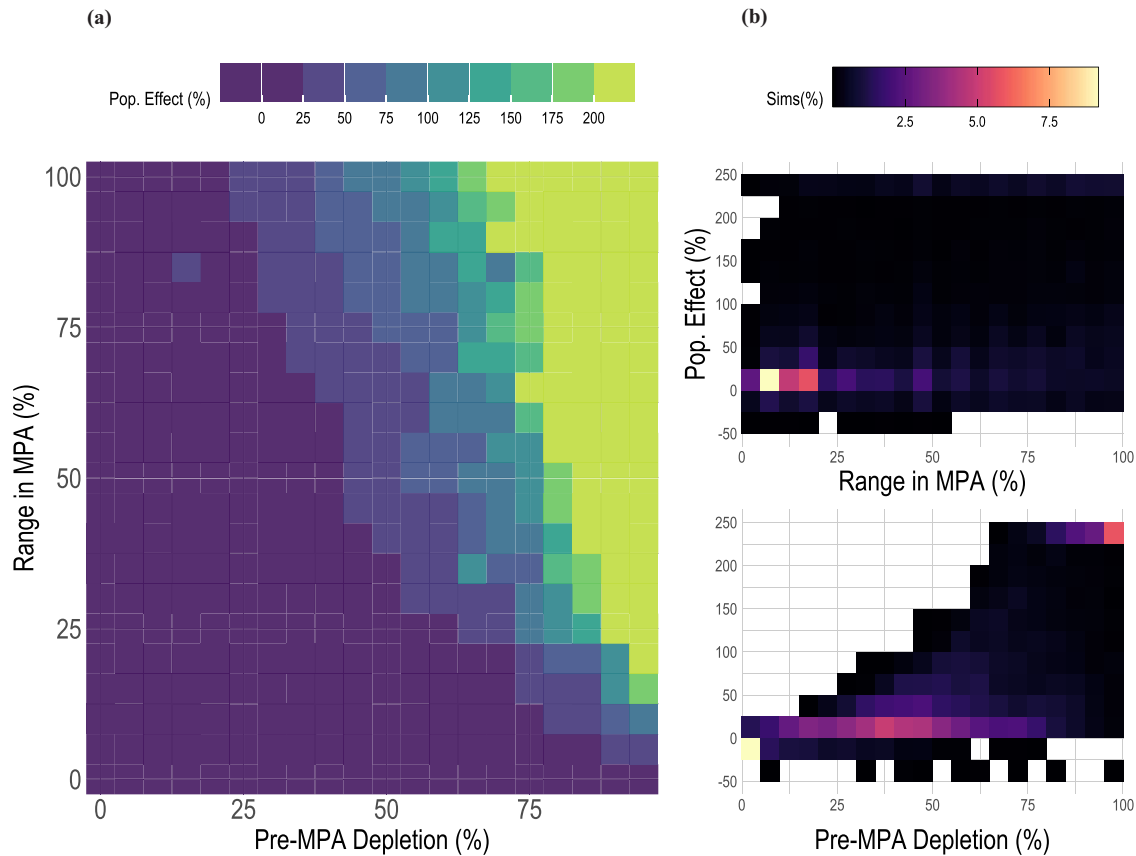 (a)
Pop. Effect (%)
0 25 50 75 100 125 150 175 200
Range in MPA (%)
100
75
50
25
0
0 25 50 75
Pre-MPA Depletion (%)
(b)
Sims(%)
2.5 5.0 7.5
Pop. Effect (%)
250
200
150
100
50
0
-50
0 25 50 75 100
Range in MPA (%)
250
200
150
100
50
0
-50
0 25 50 75 100
Pre-MPA Depletion (%)